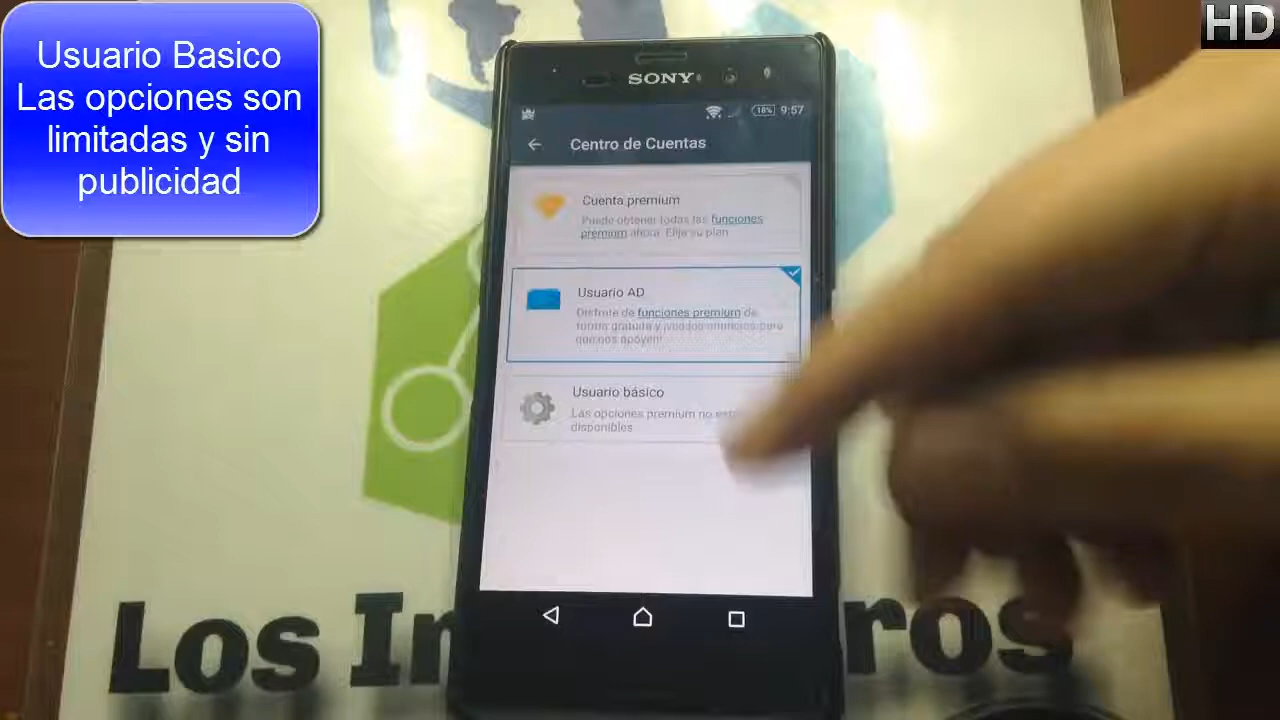 Usuario Basico
Las opciones son
limitadas y sin
publicidad
HD
SONY
18% 9:57
Centro de Cuentas
Cuenta premium
Puede obtener todas las funciones
premium ahora. Elija su plan
Usuario AD
Disfrute de funciones premium de
forma gratuita y ¡vea los anuncios para
que nos apoyen!
Usuario básico
Las opciones premium no
disponibles
Los In
ros